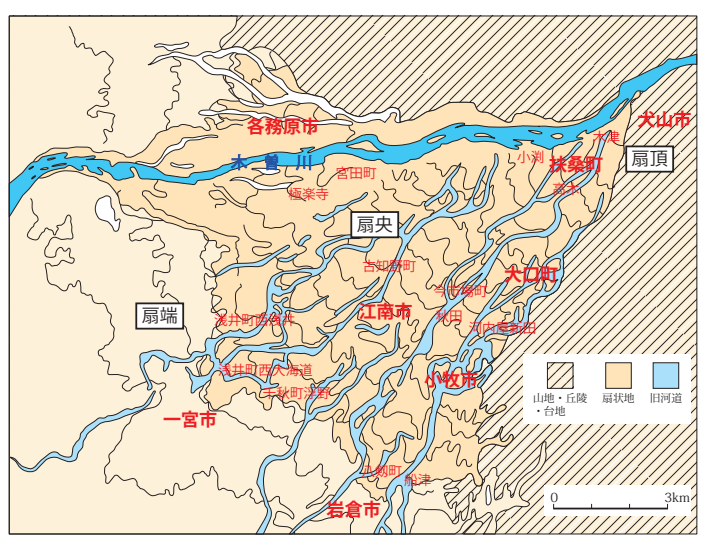 犬山市
各務原市
木津
小渕
扶桑町
扇頂
木曽川
宮田町
高木
極楽寺
扇央
古知野町
大口町
今市場町
扇端
浅井町西浅井
江南市
秋田
河内屋新田
浅井町西大海道
小牧市
千秋町浮野
一宮市
山地・丘陵
・台地
扇状地
旧河道
八剱町
船津
岩倉市
0
3km